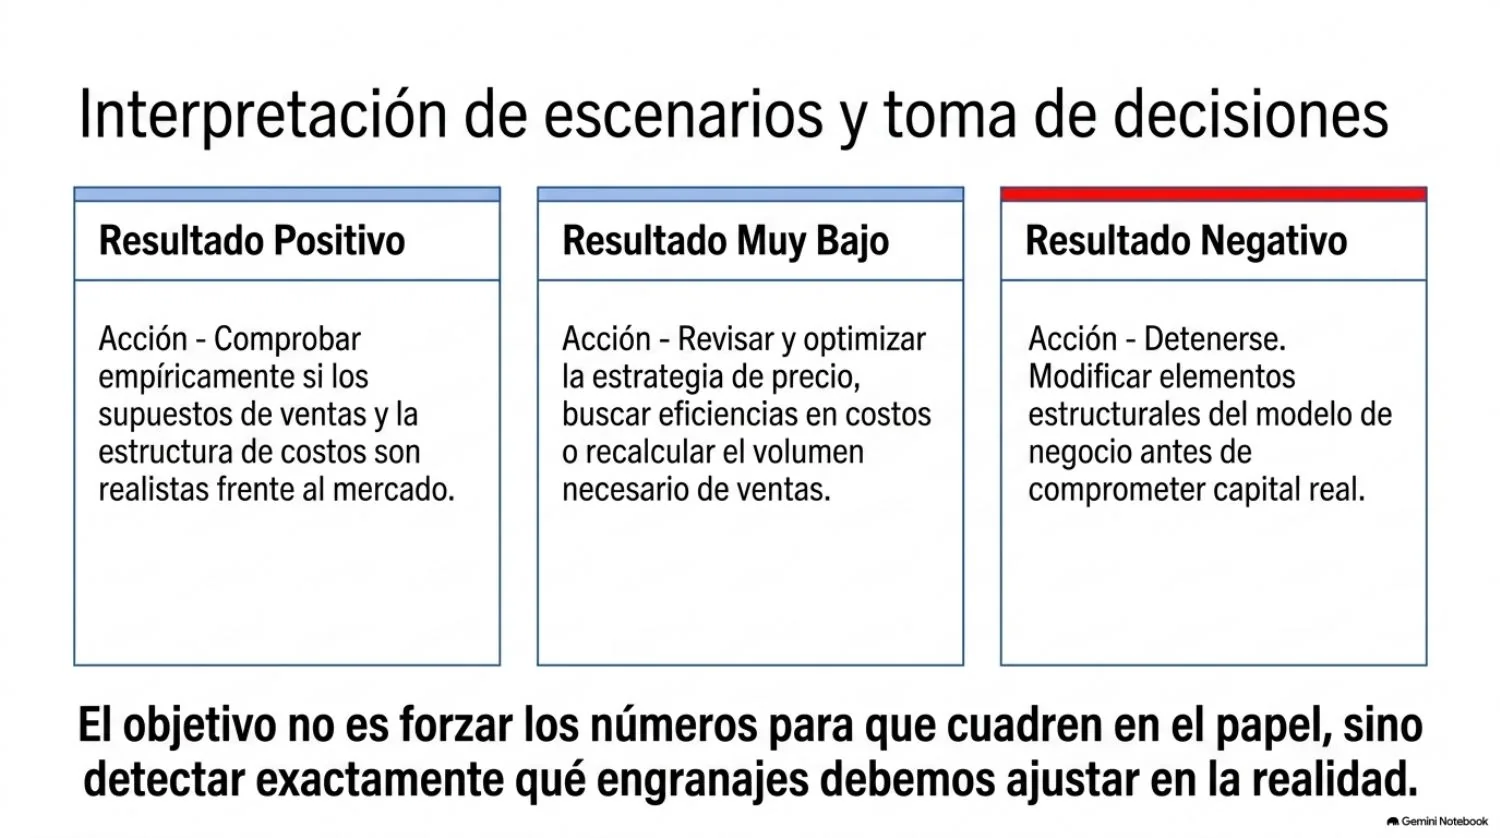 Interpretación de escenarios y toma de decisiones
Resultado Positivo
Acción - Comprobar
empíricamente si los
supuestos de ventas y la
estructura de costos son
realistas frente al mercado.
Resultado Muy Bajo
Acción - Revisar y optimizar
la estrategia de precio,
buscar eficiencias en costos
o recalcular el volumen
necesario de ventas.
Resultado Negativo
Acción - Detenerse.
Modificar elementos
estructurales del modelo de
negocio antes de
comprometer capital real.
El objetivo no es forzar los números para que cuadren en el papel, sino
detectar exactamente qué engranajes debemos ajustar en la realidad.
Gemini Notebook